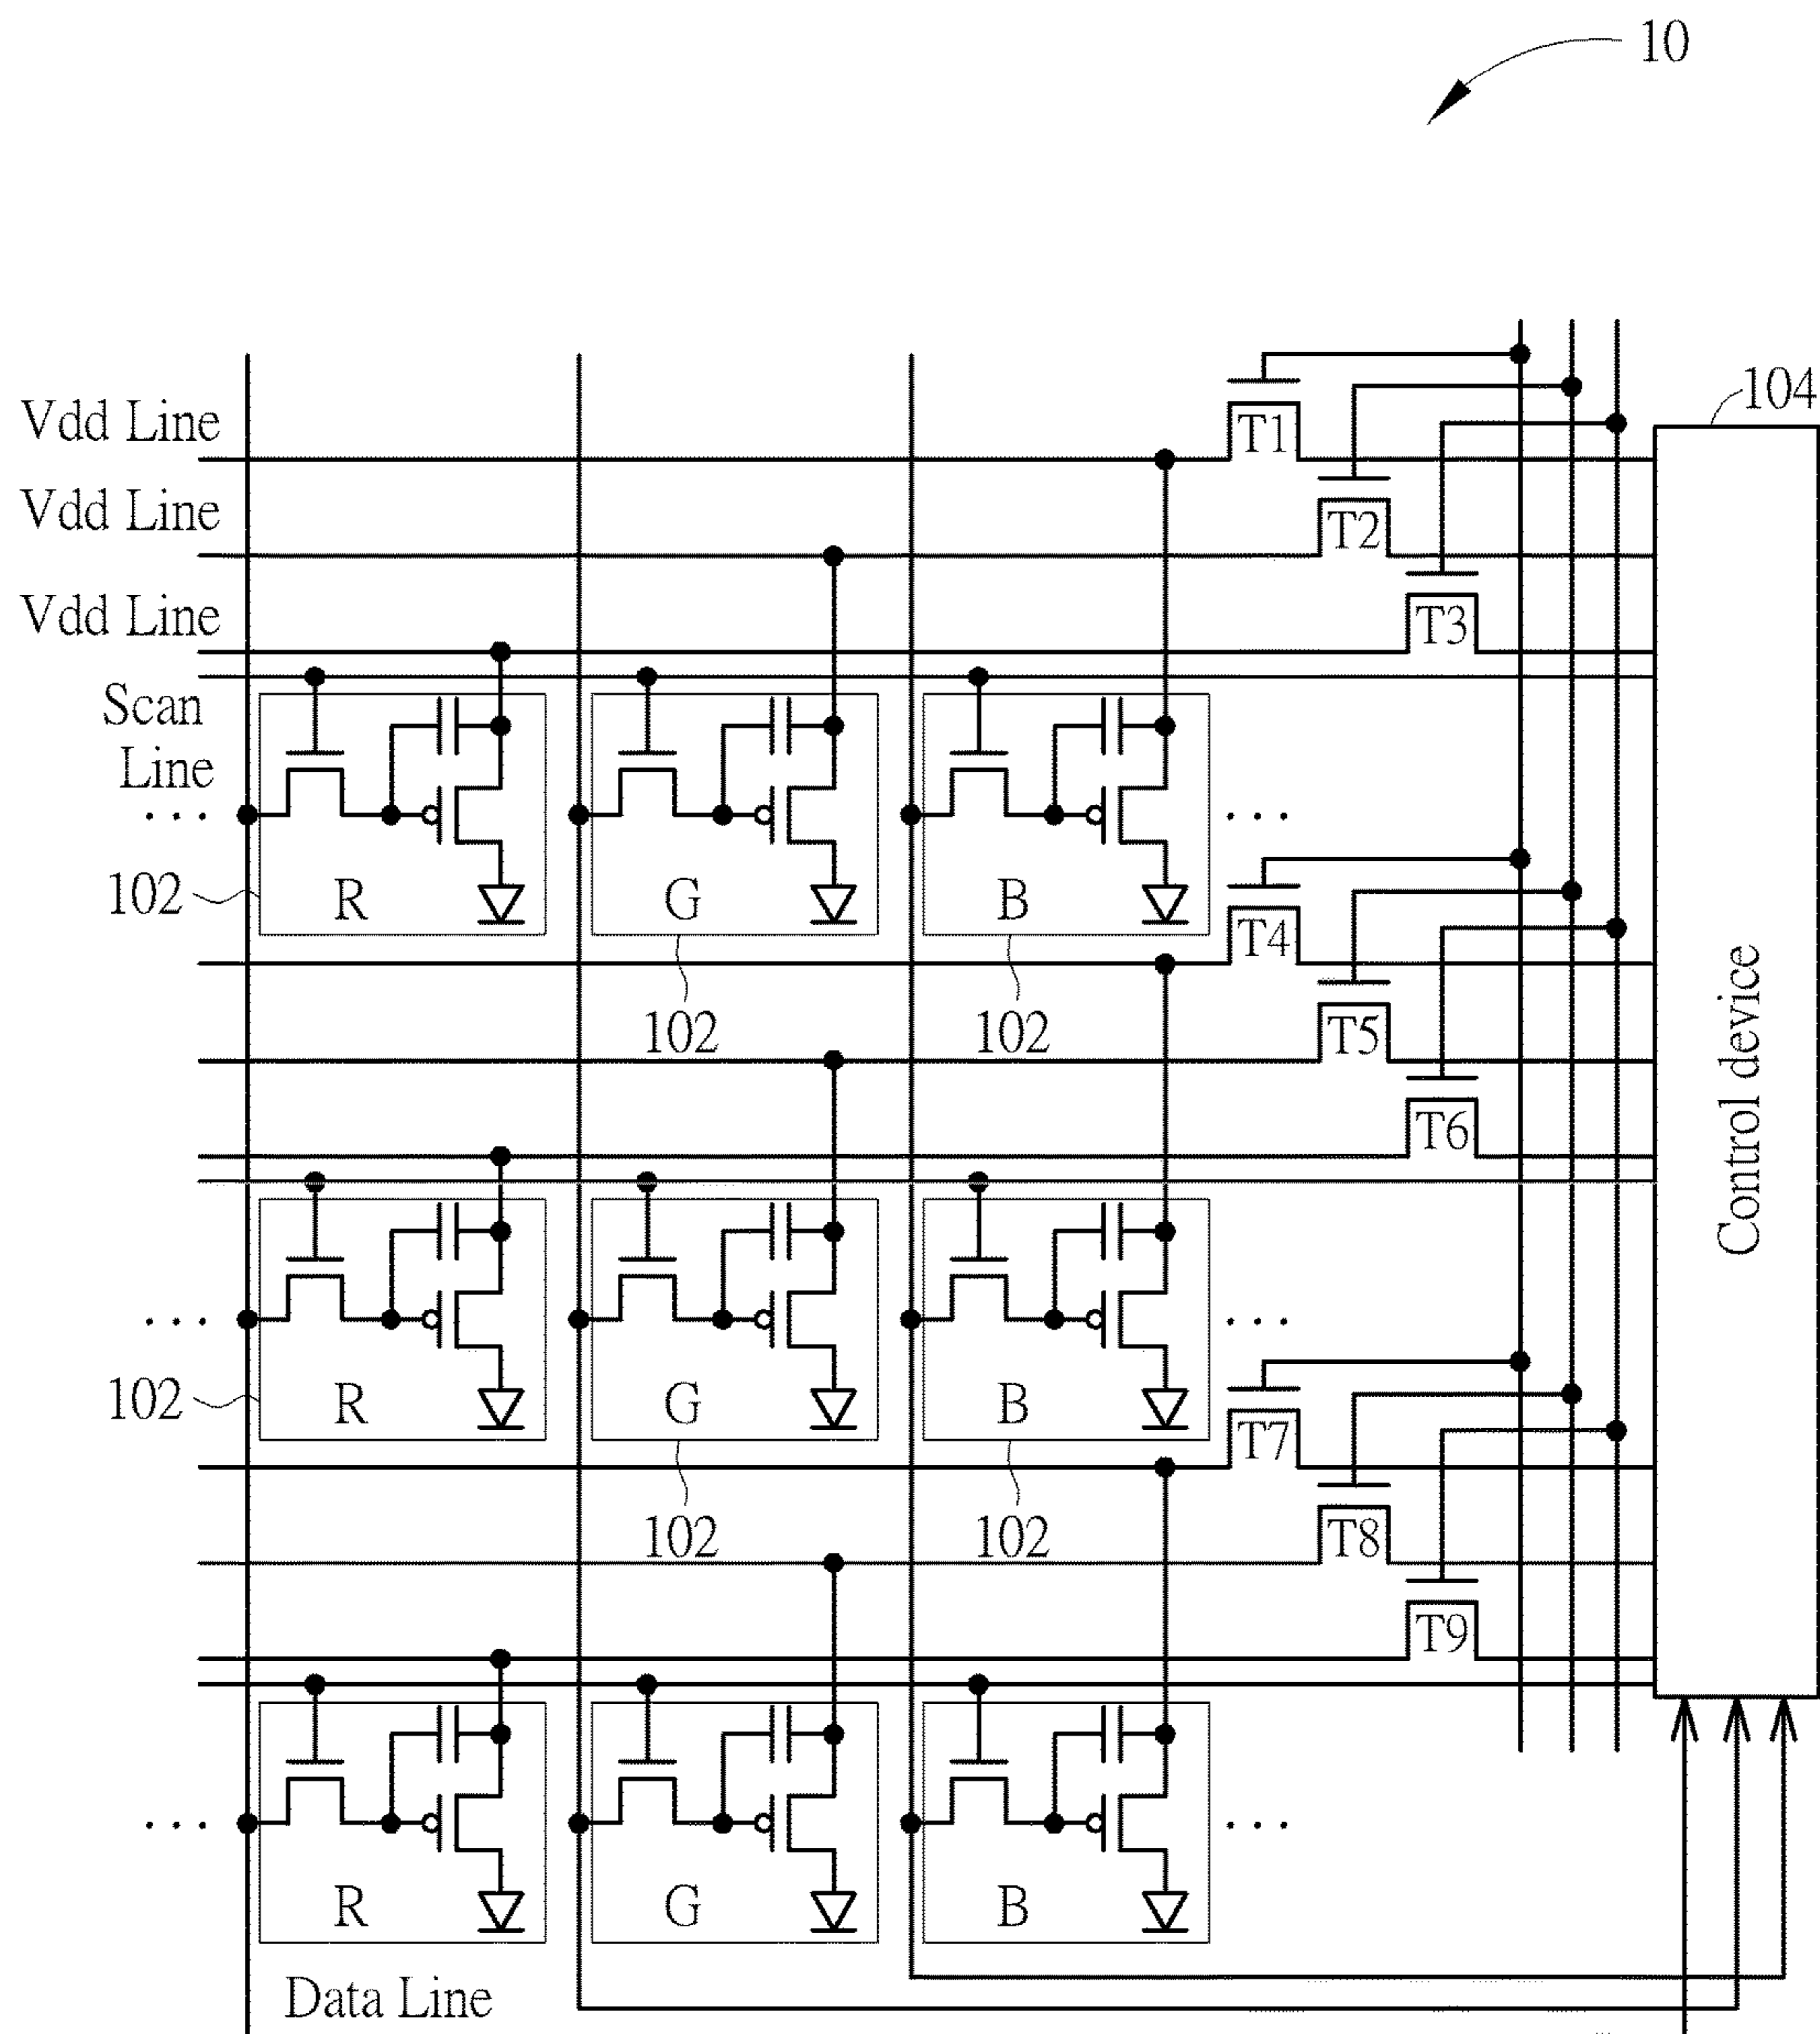 10
104
Vdd Line
T1
Vdd Line
T2
Vdd Line
T3
Scan
Line
...
...
102
R
G
B
T4
102
102
T5
Control device
T6
...
...
102
R
G
B
T7
102
102
T8
T9
...
...
R
G
B
Data Line